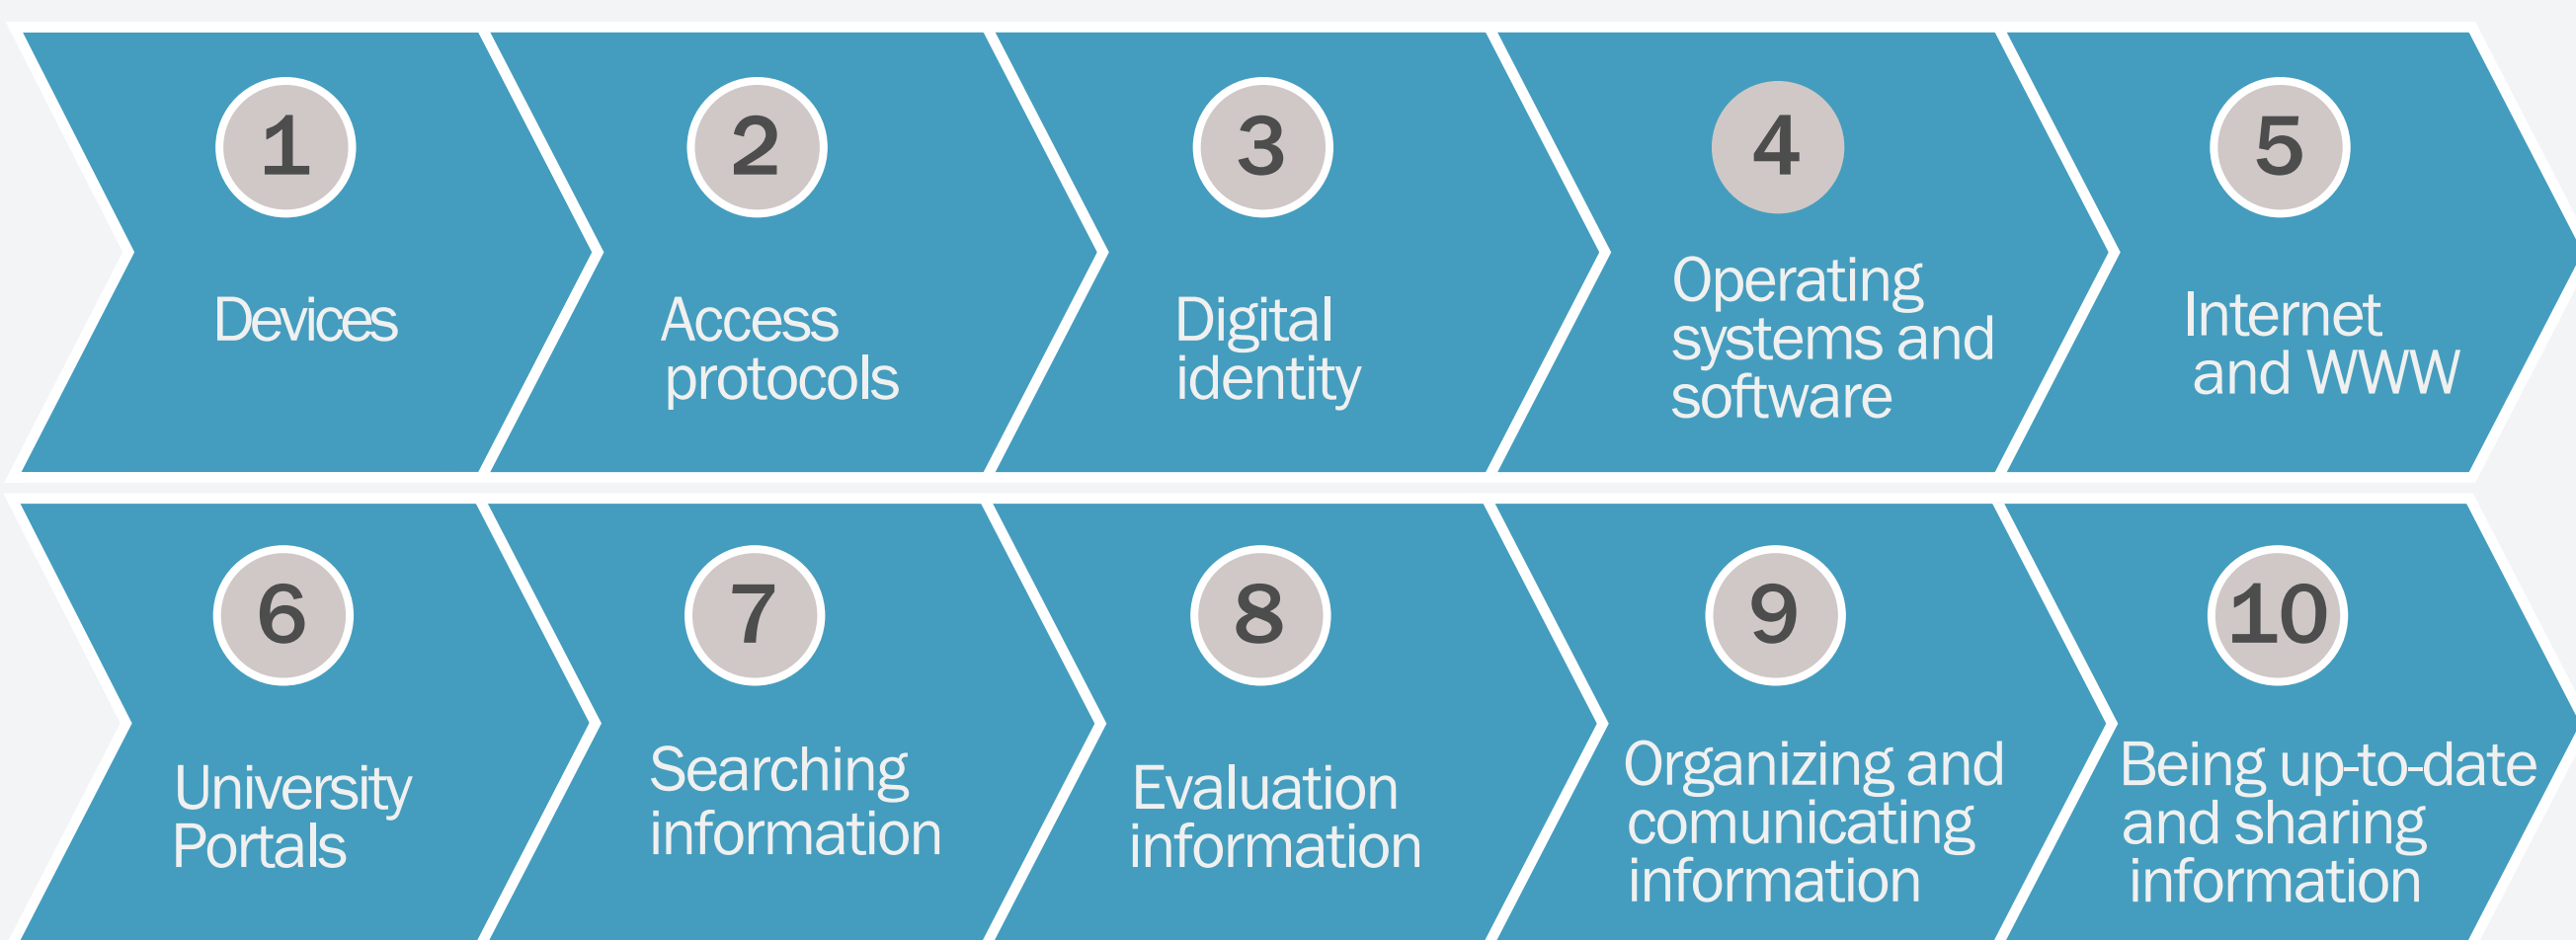 1
Devices
2
Access
protocols
3
Digital
identity
4
Operating
systems and
software
5
Internet
and WWW
6
University
Portals
7
Searching
information
8
Evaluation
information
9
Organizing and
comunicating
information
10
Being up-to-date
and sharing
information